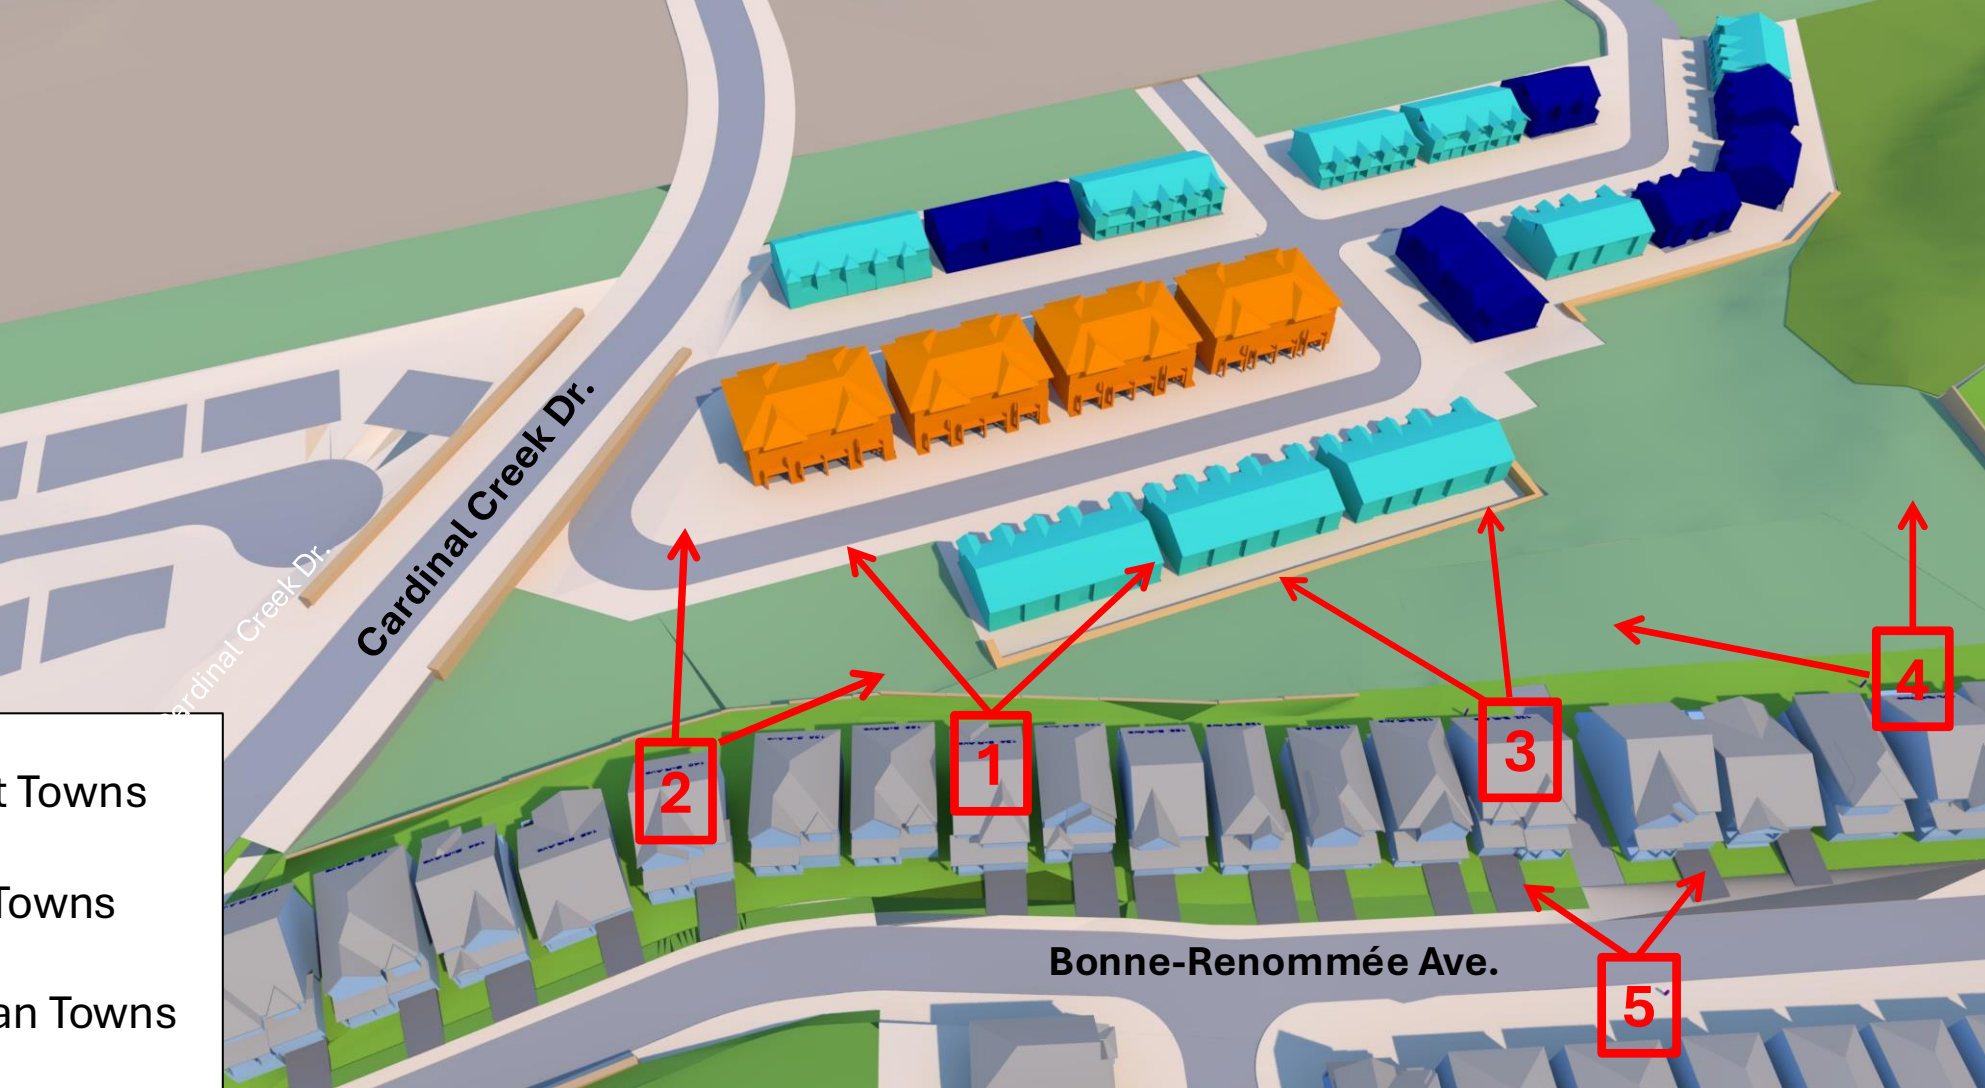 Cardinal Creek Dr.
Cardinal Creek Dr.
2
1
3
4
t Towns
Towns
an Towns
Bonne-Renommée Ave.
5